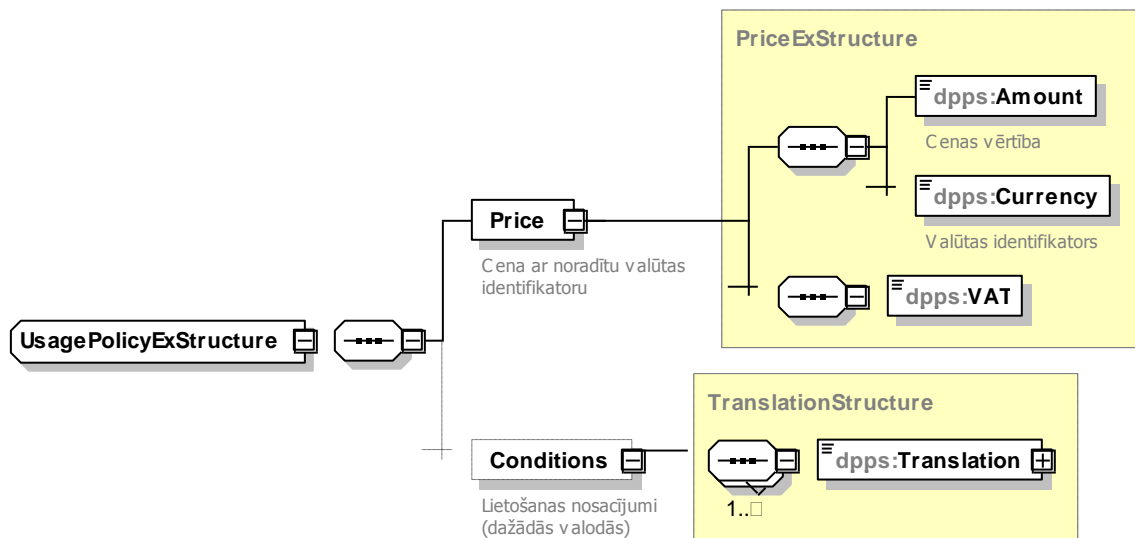 PriceExStructure
dpps:Amount
Cenas vērtība
dpps:Currency
Valūtas identifikators
Price
Cena ar noradītu valūtas
identifikatoru
dpps:VAT
UsagePolicyExStructure
TranslationStructure
Conditions
dpps:Translation
Lietošanas nosacījumi
(dažādās valodās)
1..□